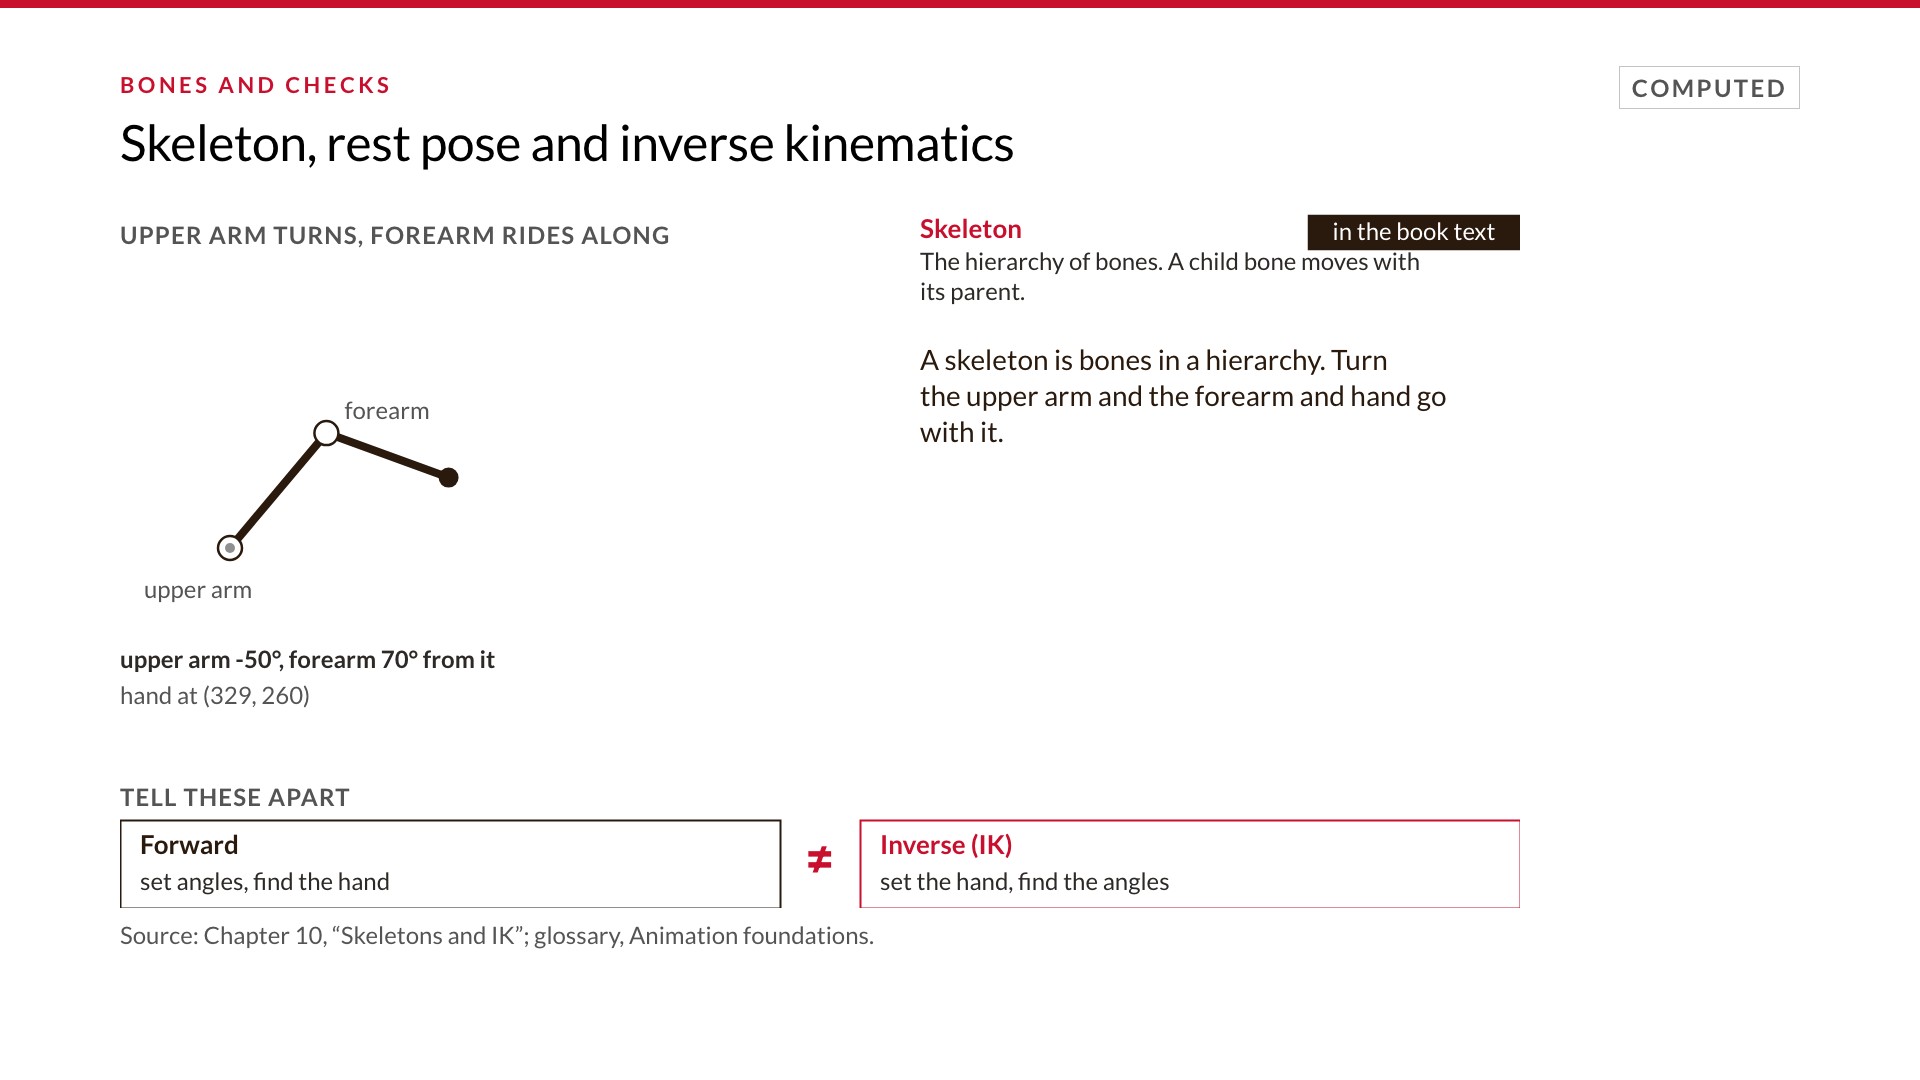 BONES AND CHECKS
COMPUTED
Skeleton, rest pose and inverse kinematics
UPPER ARM TURNS, FOREARM RIDES ALONG
forearm
upper arm
upper arm -50°, forearm 70° from it
hand at (329, 260)
Skeleton
in the book text
The hierarchy of bones. A child bone moves with
its parent.
A skeleton is bones in a hierarchy. Turn
the upper arm and the forearm and hand go
with it.
TELL THESE APART
Forward
set angles, find the hand
≠
Inverse (IK)
set the hand, find the angles
Source: Chapter 10, “Skeletons and IK”; glossary, Animation foundations.